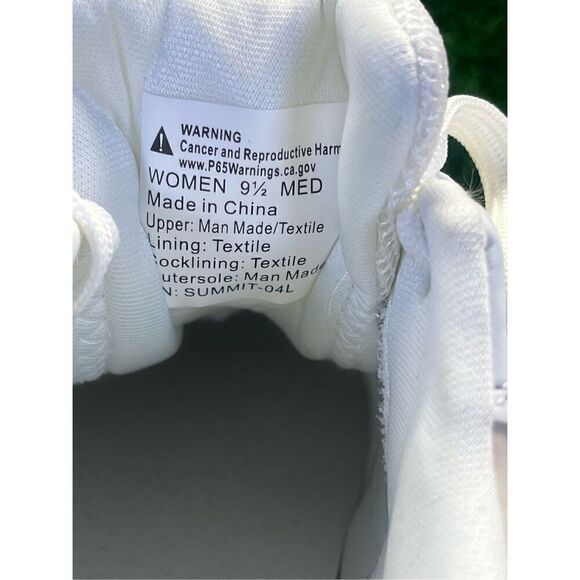 WARNING
Cancer and Reproductive Harm
www.P65Warnings.ca.gov
WOMEN 9½ MED
Made in China
Upper: Man Made/Textile
Lining: Textile
Socklining: Textile
Outersole: Man Made
N: SUMMIT-04L